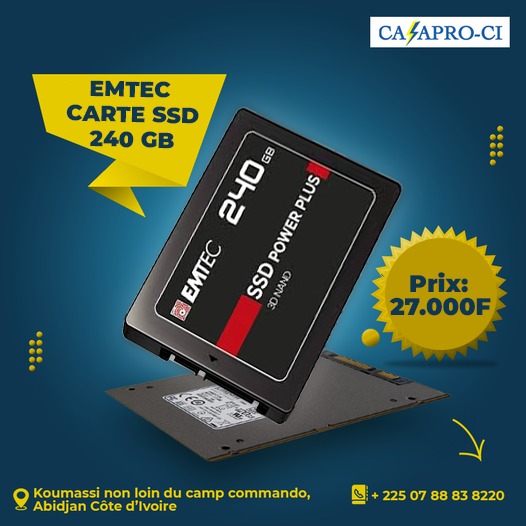 CAZAPRO-CI
EMTEC
CARTE SSD
240 GB
240 GB
EMTEC
SSD POWER PLUS
3D NAND
Prix:
27.000F
Koumassi non loin du camp commando,
Abidjan Côte d’Ivoire
+ 225 07 88 83 8220